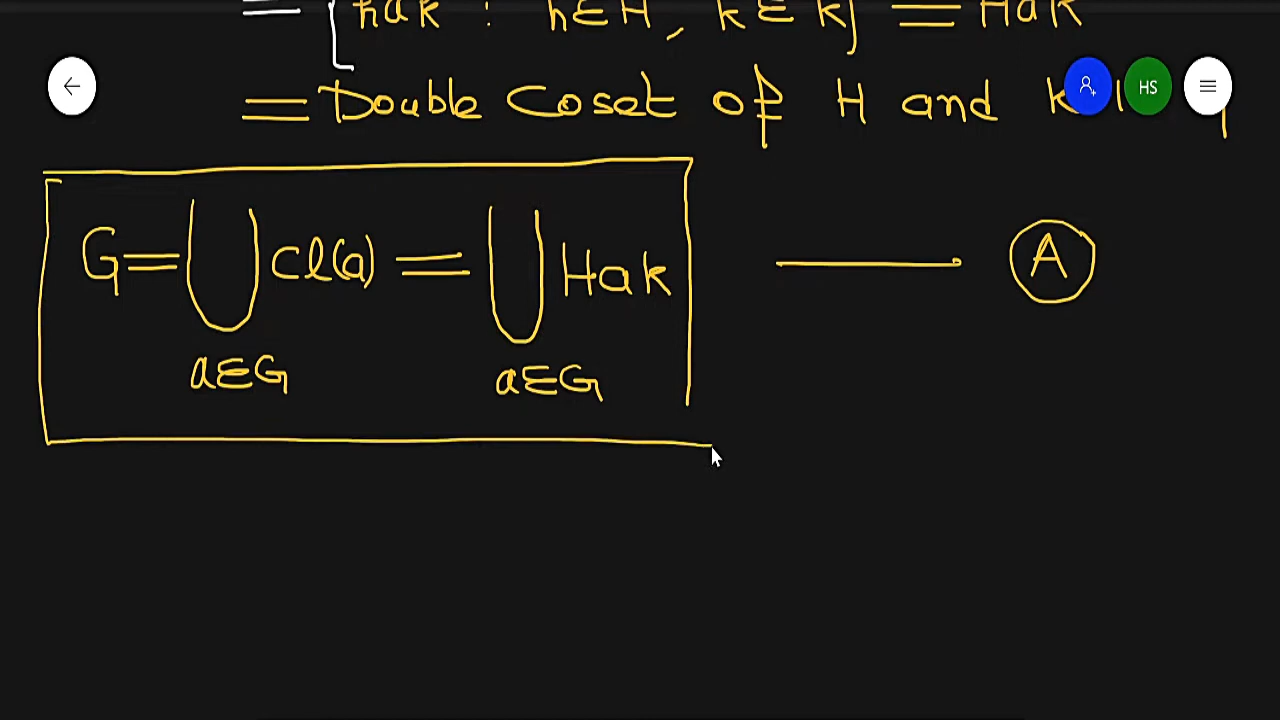 = {hak : h∈H, k∈K} = HaK
= Double Coset of H and K
HS
G = ⋃ cl(a) = ⋃ Hak —— A
a∈G a∈G